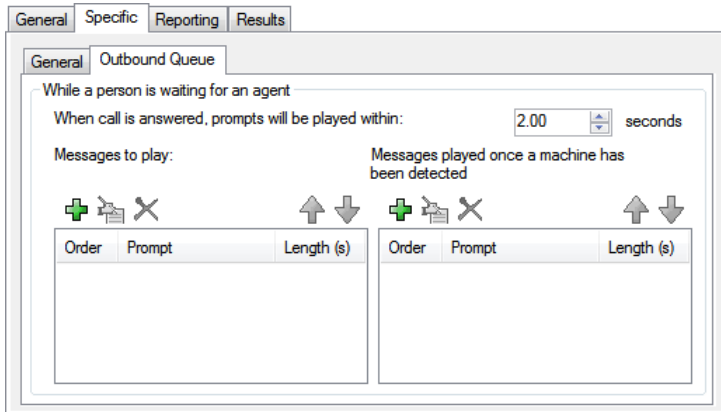 General Specific Reporting Results
General Outbound Queue
While a person is waiting for an agent
When call is answered, prompts will be played within: 2.00 seconds
Messages to play:
Messages played once a machine has
been detected
Order Prompt Length (s)
Order Prompt Length (s)